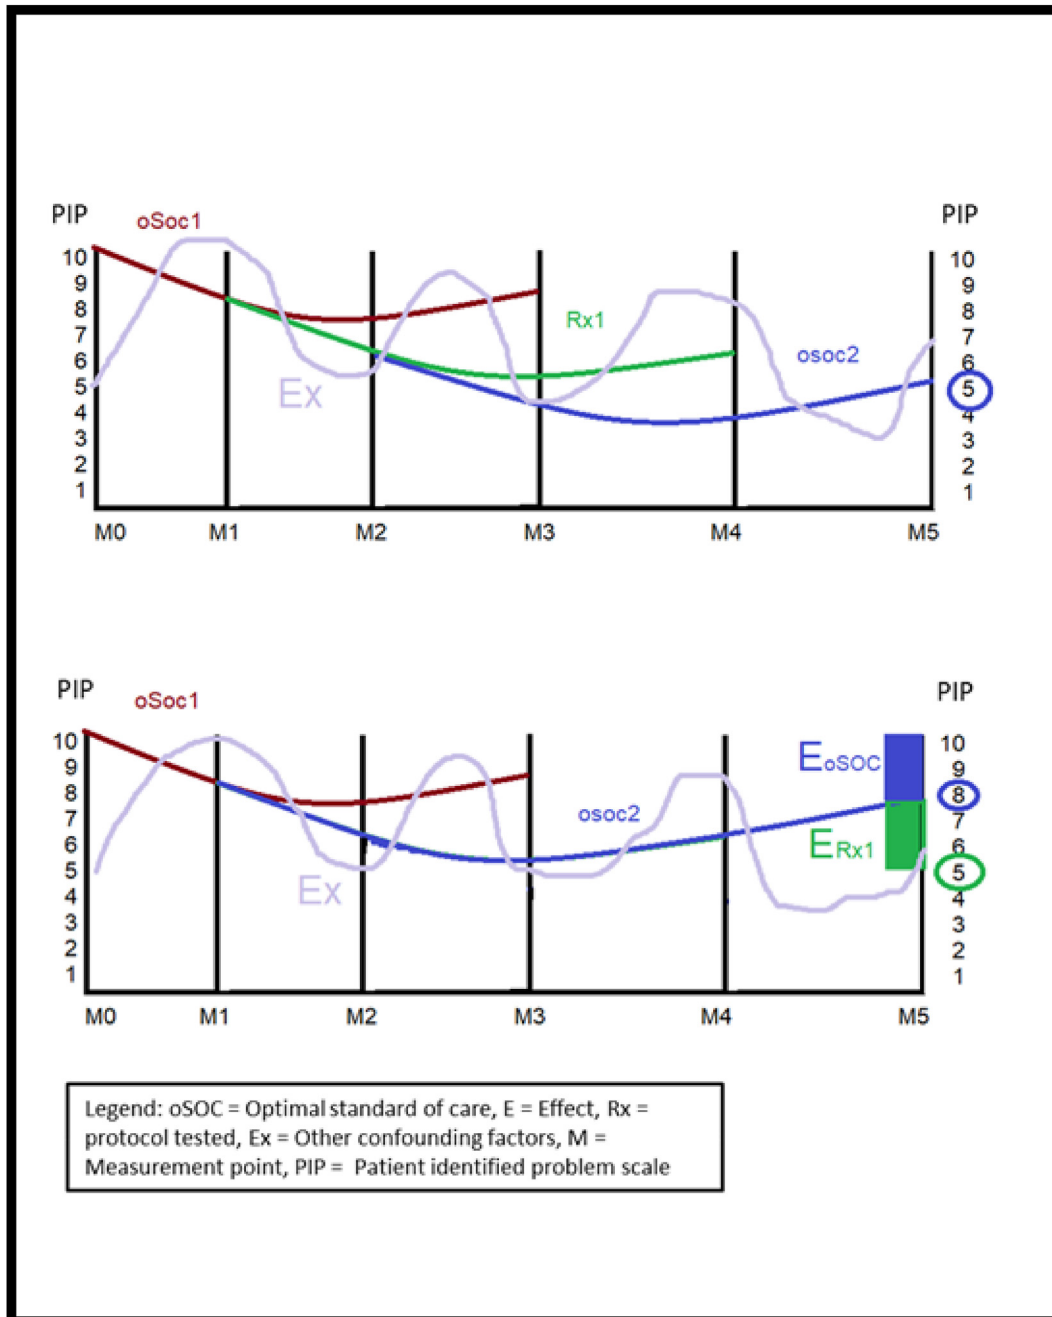 PIP
oSoc1
PIP
10
9
8
7
6
5
4
3
2
1
Ex
Rx1
osoc2
10
9
8
7
6
5
4
3
2
1
M0 M1 M2 M3 M4 M5
PIP
oSoc1
PIP
10
9
8
7
6
5
4
3
2
1
Ex
osoc2
EoSOC
ERx1
10
9
8
7
6
5
4
3
2
1
M0 M1 M2 M3 M4 M5
Legend: oSOC = Optimal standard of care, E = Effect, Rx =
protocol tested, Ex = Other confounding factors, M =
Measurement point, PIP = Patient identified problem scale